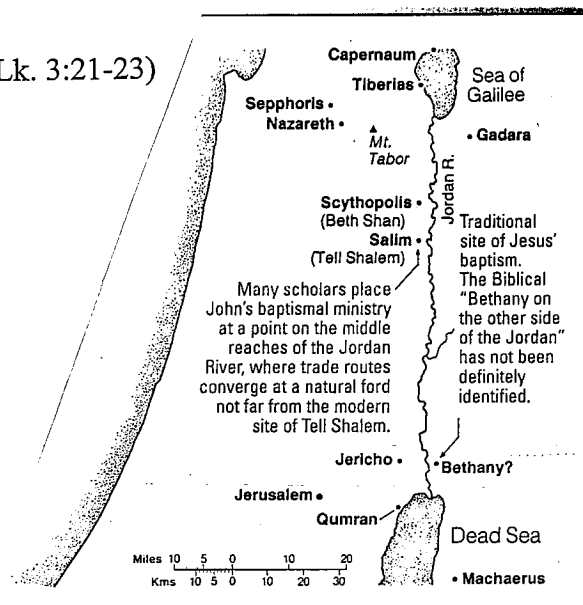 Lk. 3:21-23)
Capernaum
Tiberias
Sea of
Galilee
Sepphoris
Nazareth
Mt.
Tabor
Gadara
Jordan R.
Scythopolis
(Beth Shan)
Salim
(Tell Shalem)
Traditional
site of Jesus'
baptism.
The Biblical
"Bethany on
the other side
of the Jordan"
has not been
definitely
identified.
Many scholars place
John's baptismal ministry
at a point on the middle
reaches of the Jordan
River, where trade routes
converge at a natural ford
not far from the modern
site of Tell Shalem.
Jericho
Bethany?
Jerusalem
Qumran
Dead Sea
Machaerus
Miles 10 5 0 10 20
Kms 10 5 0 10 20 30